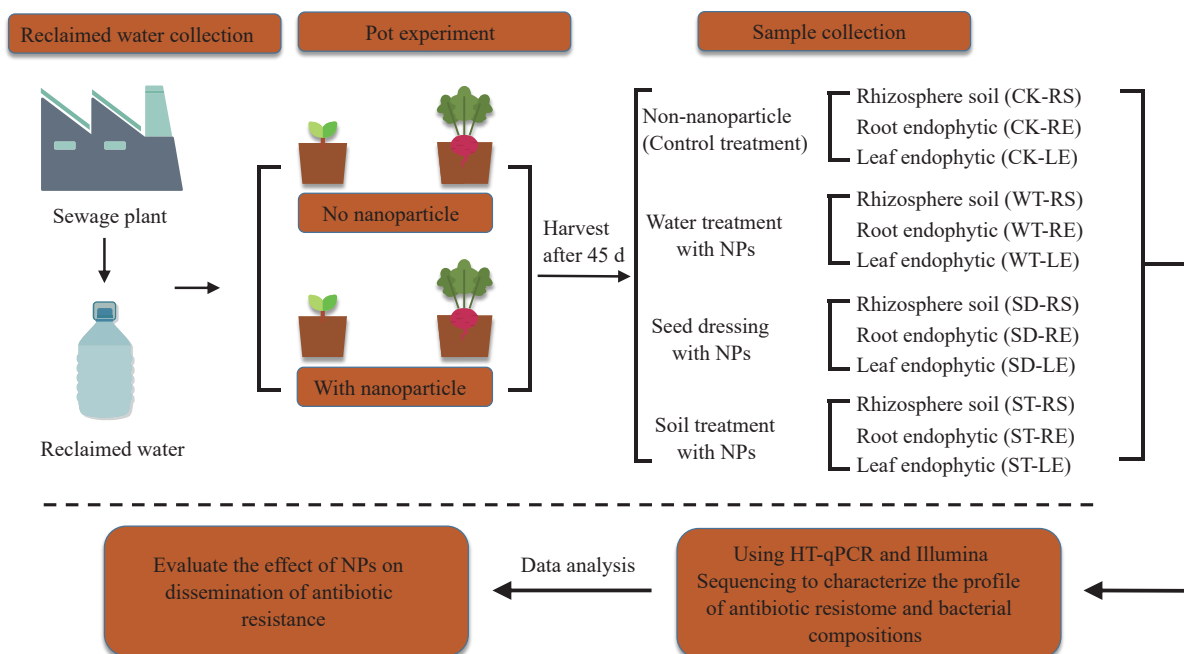 Reclaimed water collection
Pot experiment
Sample collection
Sewage plant
Reclaimed water
No nanoparticle
With nanoparticle
Harvest
after 45 d
Non-nanoparticle
(Control treatment)
Rhizosphere soil (CK-RS)
Root endophytic (CK-RE)
Leaf endophytic (CK-LE)
Water treatment
with NPs
Rhizosphere soil (WT-RS)
Root endophytic (WT-RE)
Leaf endophytic (WT-LE)
Seed dressing
with NPs
Rhizosphere soil (SD-RS)
Root endophytic (SD-RE)
Leaf endophytic (SD-LE)
Soil treatment
with NPs
Rhizosphere soil (ST-RS)
Root endophytic (ST-RE)
Leaf endophytic (ST-LE)
Using HT-qPCR and Illumina
Sequencing to characterize the profile
of antibiotic resistome and bacterial
compositions
Data analysis
Evaluate the effect of NPs on
dissemination of antibiotic
resistance